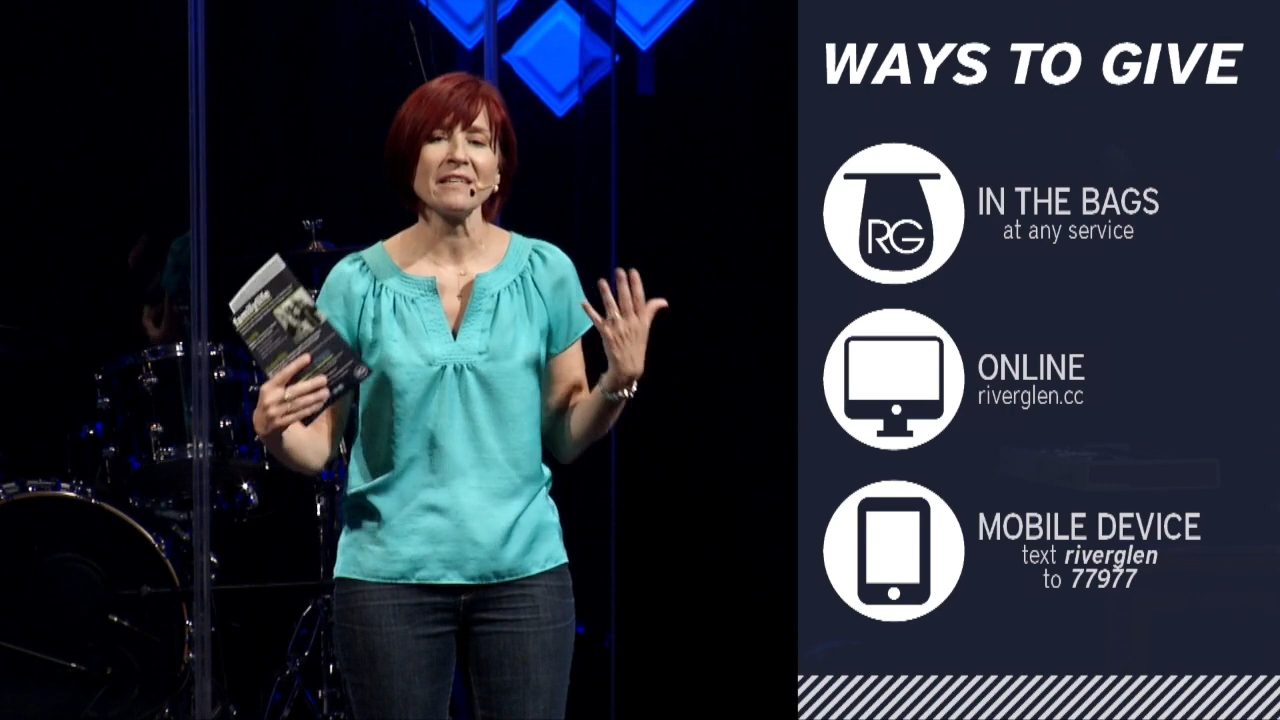 WAYS TO GIVE
RG
IN THE BAGS
at any service
ONLINE
riverglen.cc
MOBILE DEVICE
text riverglen
to 77977